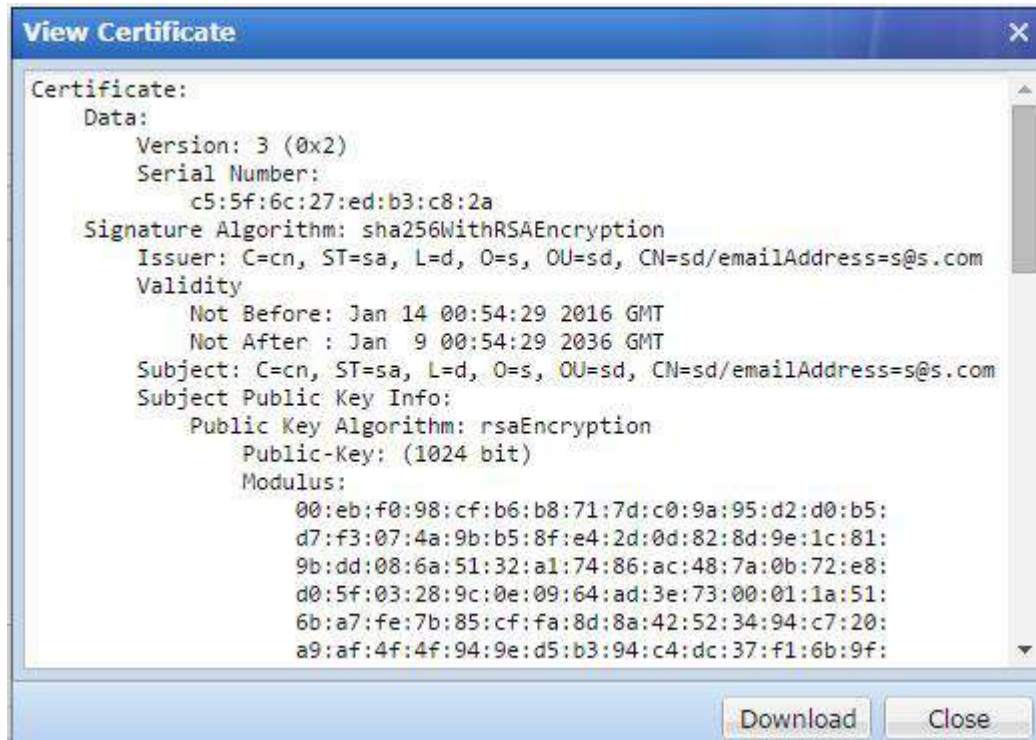 View Certificate
Certificate:
Data:
Version: 3 (0x2)
Serial Number:
c5:5f:6c:27:ed:b3:c8:2a
Signature Algorithm: sha256WithRSAEncryption
Issuer: C=cn, ST=sa, L=d, O=s, OU=sd, CN=sd/emailAddress=s@s.com
Validity
Not Before: Jan 14 00:54:29 2016 GMT
Not After : Jan  9 00:54:29 2036 GMT
Subject: C=cn, ST=sa, L=d, O=s, OU=sd, CN=sd/emailAddress=s@s.com
Subject Public Key Info:
Public Key Algorithm: rsaEncryption
Public-Key: (1024 bit)
Modulus:
00:eb:f0:98:cf:b6:b8:71:7d:c0:9a:95:d2:d0:b5:
d7:f3:07:4a:9b:b5:8f:e4:2d:0d:82:8d:9e:1c:81:
9b:dd:08:6a:51:32:a1:74:86:ac:48:7a:0b:72:e8:
d0:5f:03:28:9c:0e:09:64:ad:3e:73:00:01:1a:51:
6b:a7:fe:7b:85:cf:fa:8d:8a:42:52:34:94:c7:20:
a9:af:4f:4f:94:9e:d5:b3:94:c4:dc:37:f1:6b:9f:
Download Close